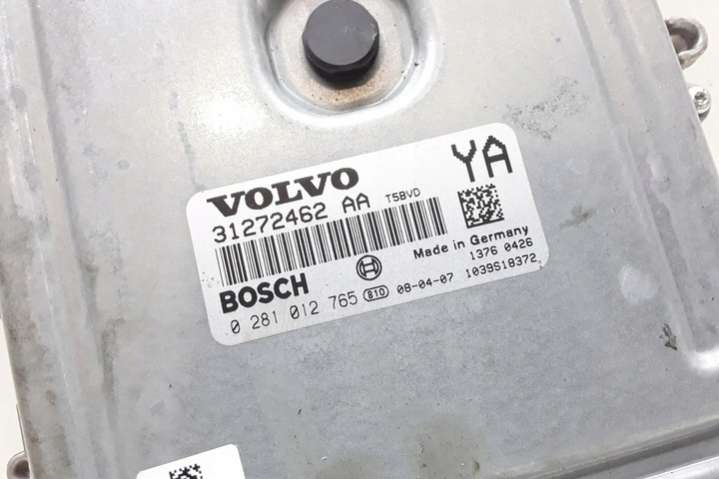 VOLVO YA
31272462 AA T5BVD
Made in Germany
BOSCH 1376 0426
0 281 012 765 B10 08-04-07 1039S18372